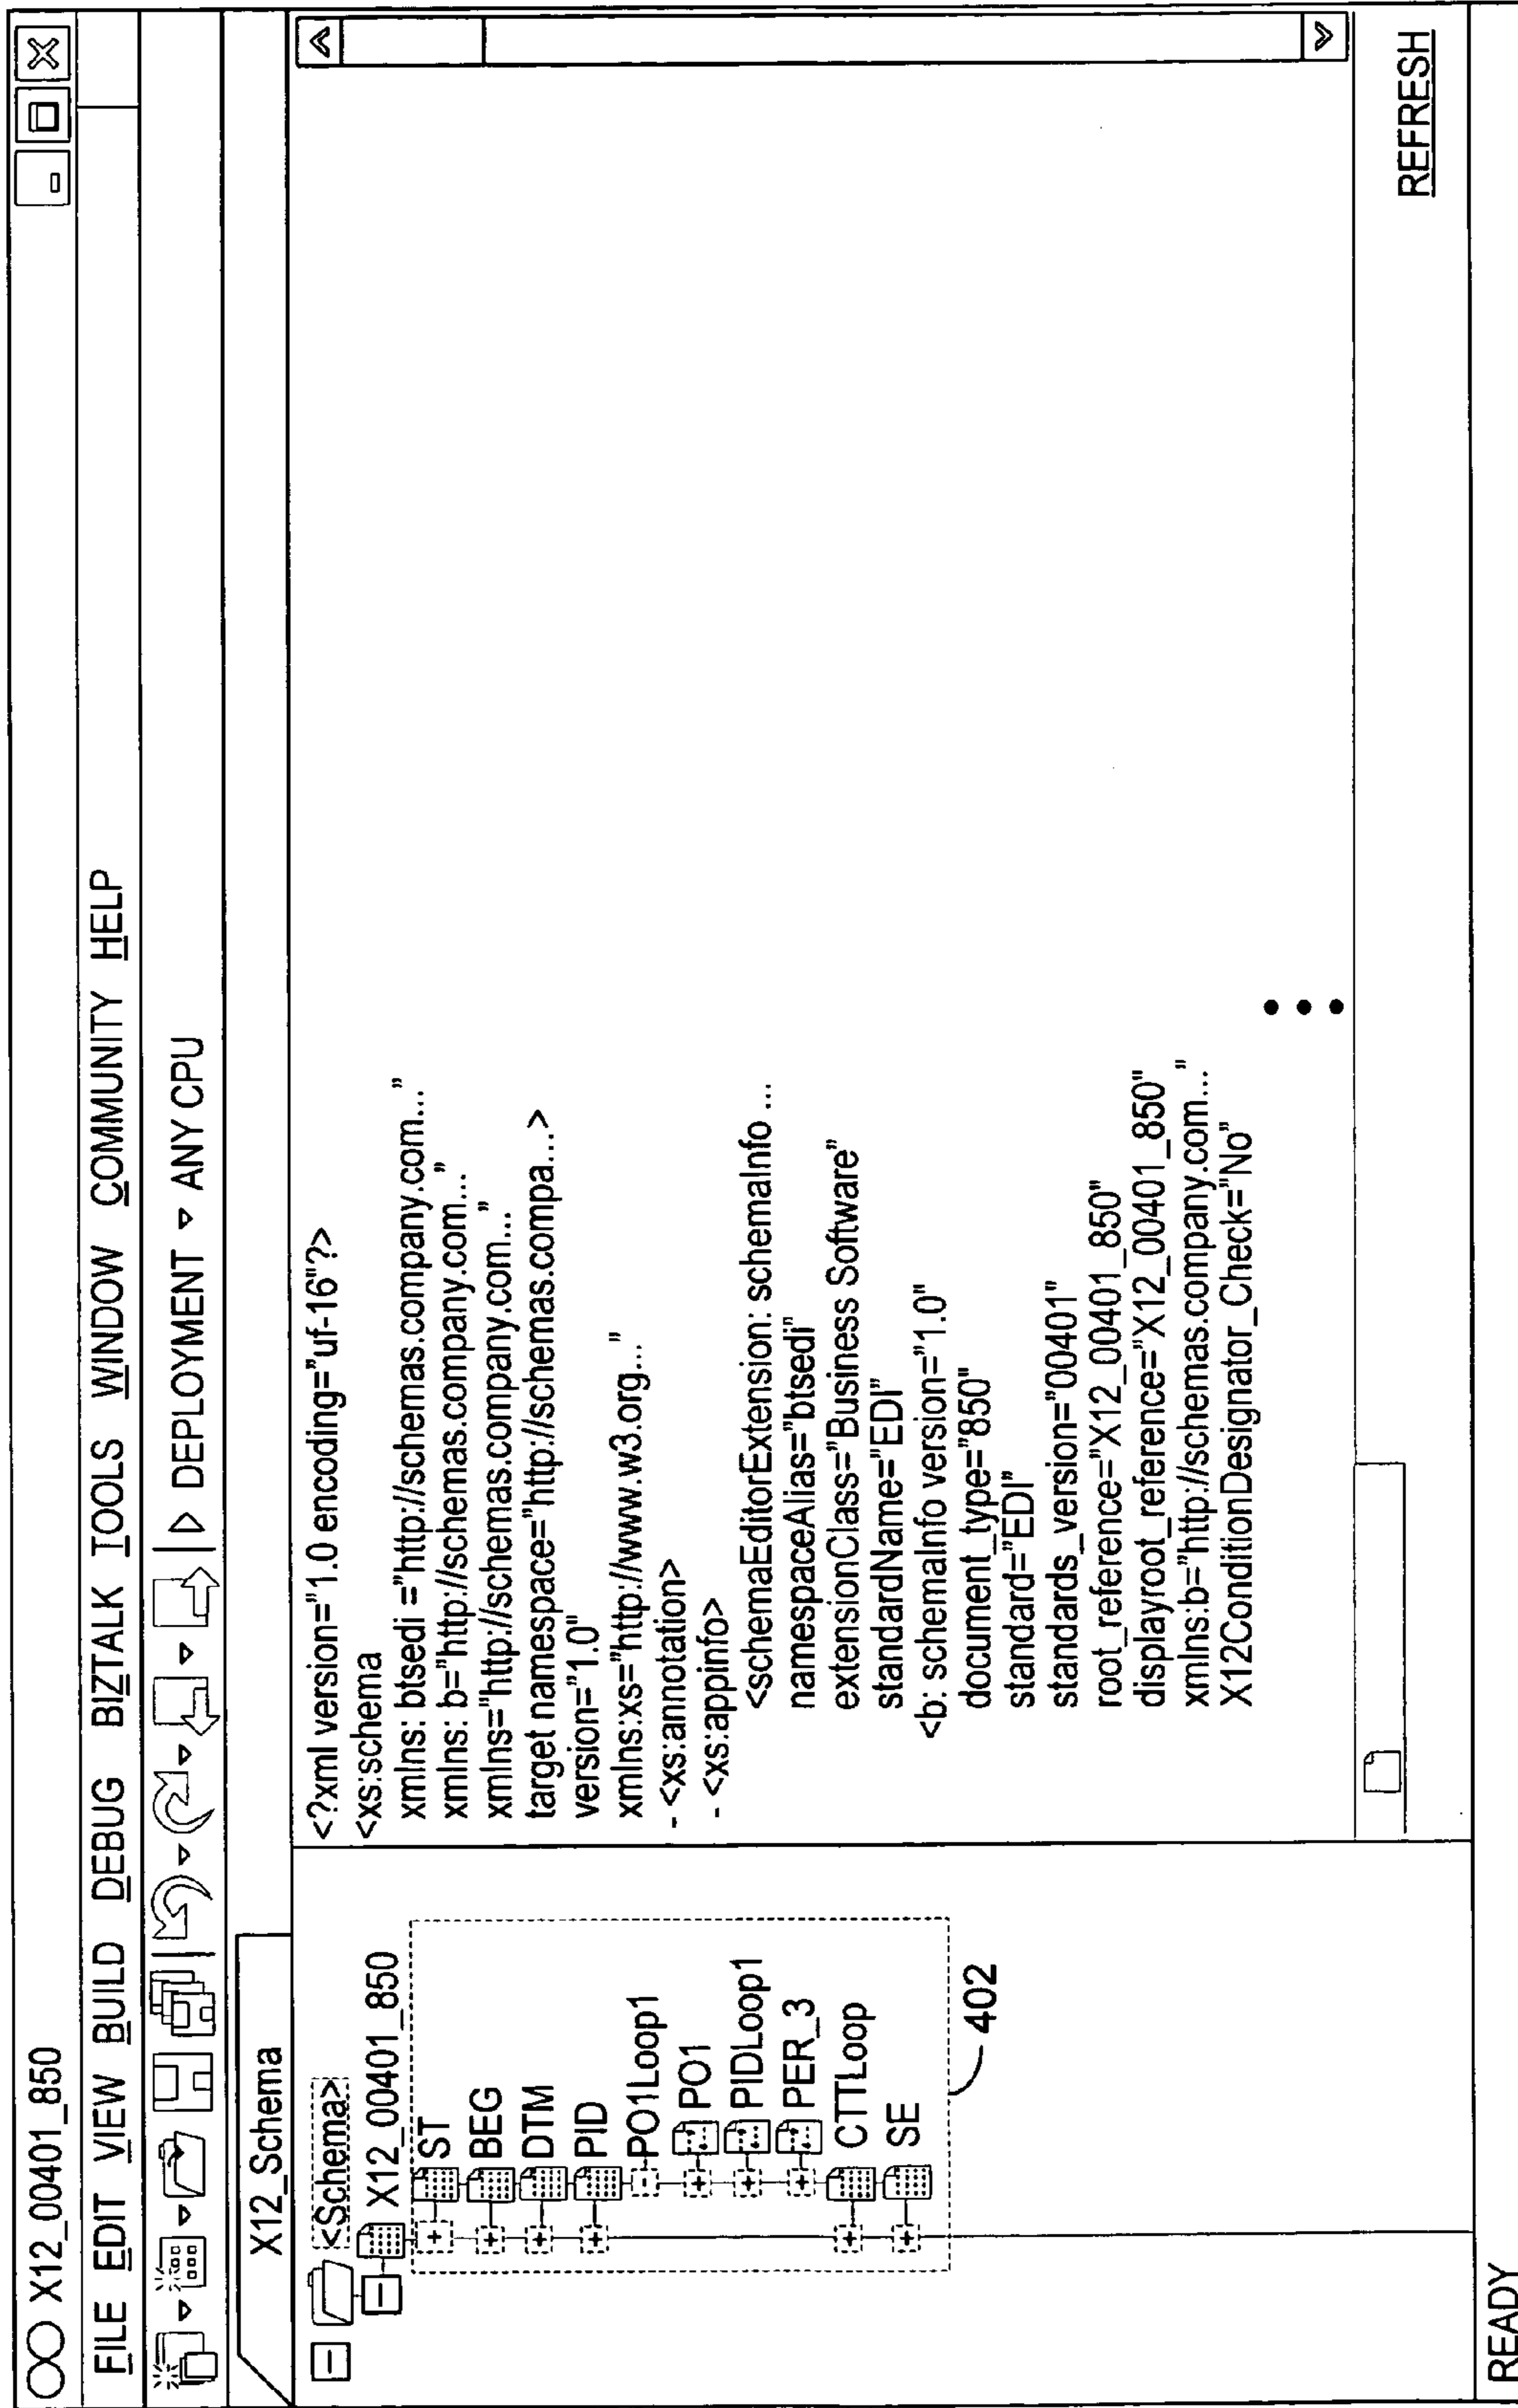 X12_00401_850
FILE EDIT VIEW BUILD DEBUG BIZTALK TOOLS WINDOW COMMUNITY HELP
DEPLOYMENT ANY CPU
X12_Schema
<Schema>
X12_00401_850
ST
BEG
DTM
PID
PO1Loop1
PO1
PIDLoop1
PER_3
CTTLoop
SE
402
<?xml version="1.0 encoding="uf-16"?>
<xs:schema
xmlns: btsedi ="http://schemas.company.com..."
xmlns: b="http://schemas.company.com..."
xmlns="http://schemas.company.com..."
target namespace="http://schemas.compa...>
version="1.0"
xmlns:xs="http://www.w3.org..."
- <xs:annotation>
- <xs:appinfo>
<schemaEditorExtension: schemaInfo ...
namespaceAlias="btsedi"
extensionClass="Business Software"
standardName="EDI"
<b: schemaInfo version="1.0"
document_type="850"
standard="EDI"
standards_version="00401"
root_reference="X12_00401_850"
displayroot_reference="X12_00401_850"
xmlns:b="http://schemas.company.com..."
X12ConditionDesignator_Check="No"
REFRESH
READY